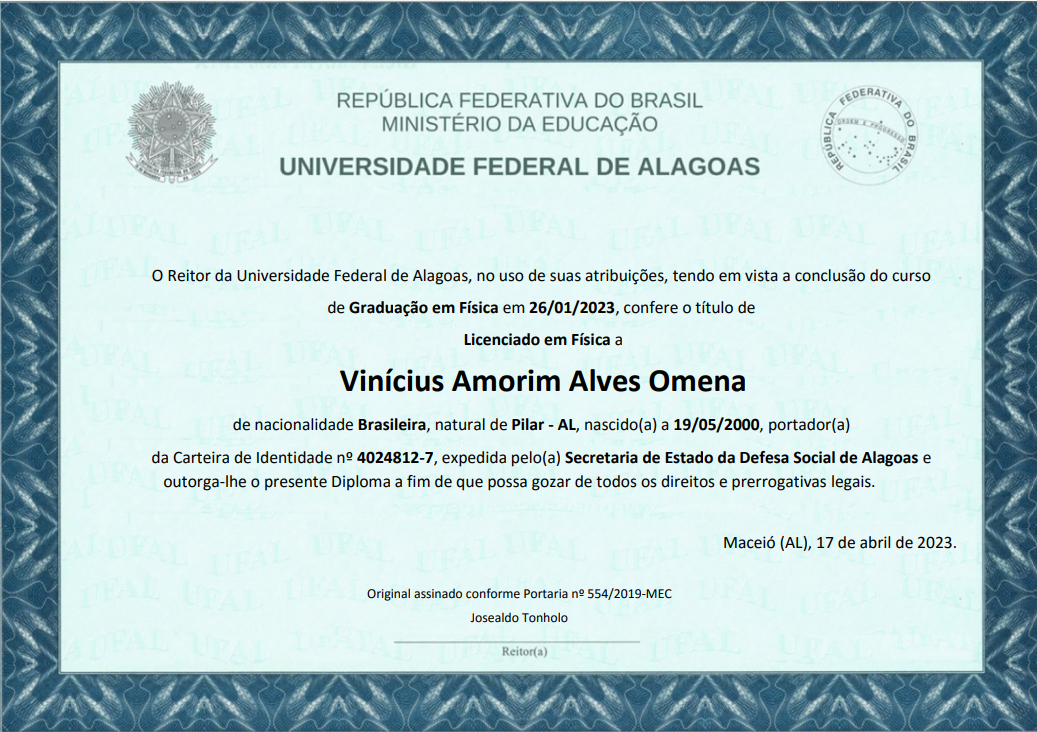 REPÚBLICA FEDERATIVA DO BRASIL
MINISTÉRIO DA EDUCAÇÃO
UNIVERSIDADE FEDERAL DE ALAGOAS
REPÚBLICA FEDERATIVA DO BRASIL
ORDEM E PROGRESSO
O Reitor da Universidade Federal de Alagoas, no uso de suas atribuições, tendo em vista a conclusão do curso
de Graduação em Física em 26/01/2023, confere o título de
Licenciado em Física a
Vinícius Amorim Alves Omena
de nacionalidade Brasileira, natural de Pilar - AL, nascido(a) a 19/05/2000, portador(a)
da Carteira de Identidade nº 4024812-7, expedida pelo(a) Secretaria de Estado da Defesa Social de Alagoas e
outorga-lhe o presente Diploma a fim de que possa gozar de todos os direitos e prerrogativas legais.
Maceió (AL), 17 de abril de 2023.
Original assinado conforme Portaria nº 554/2019-MEC
Josealdo Tonholo
Reitor(a)
UFAL